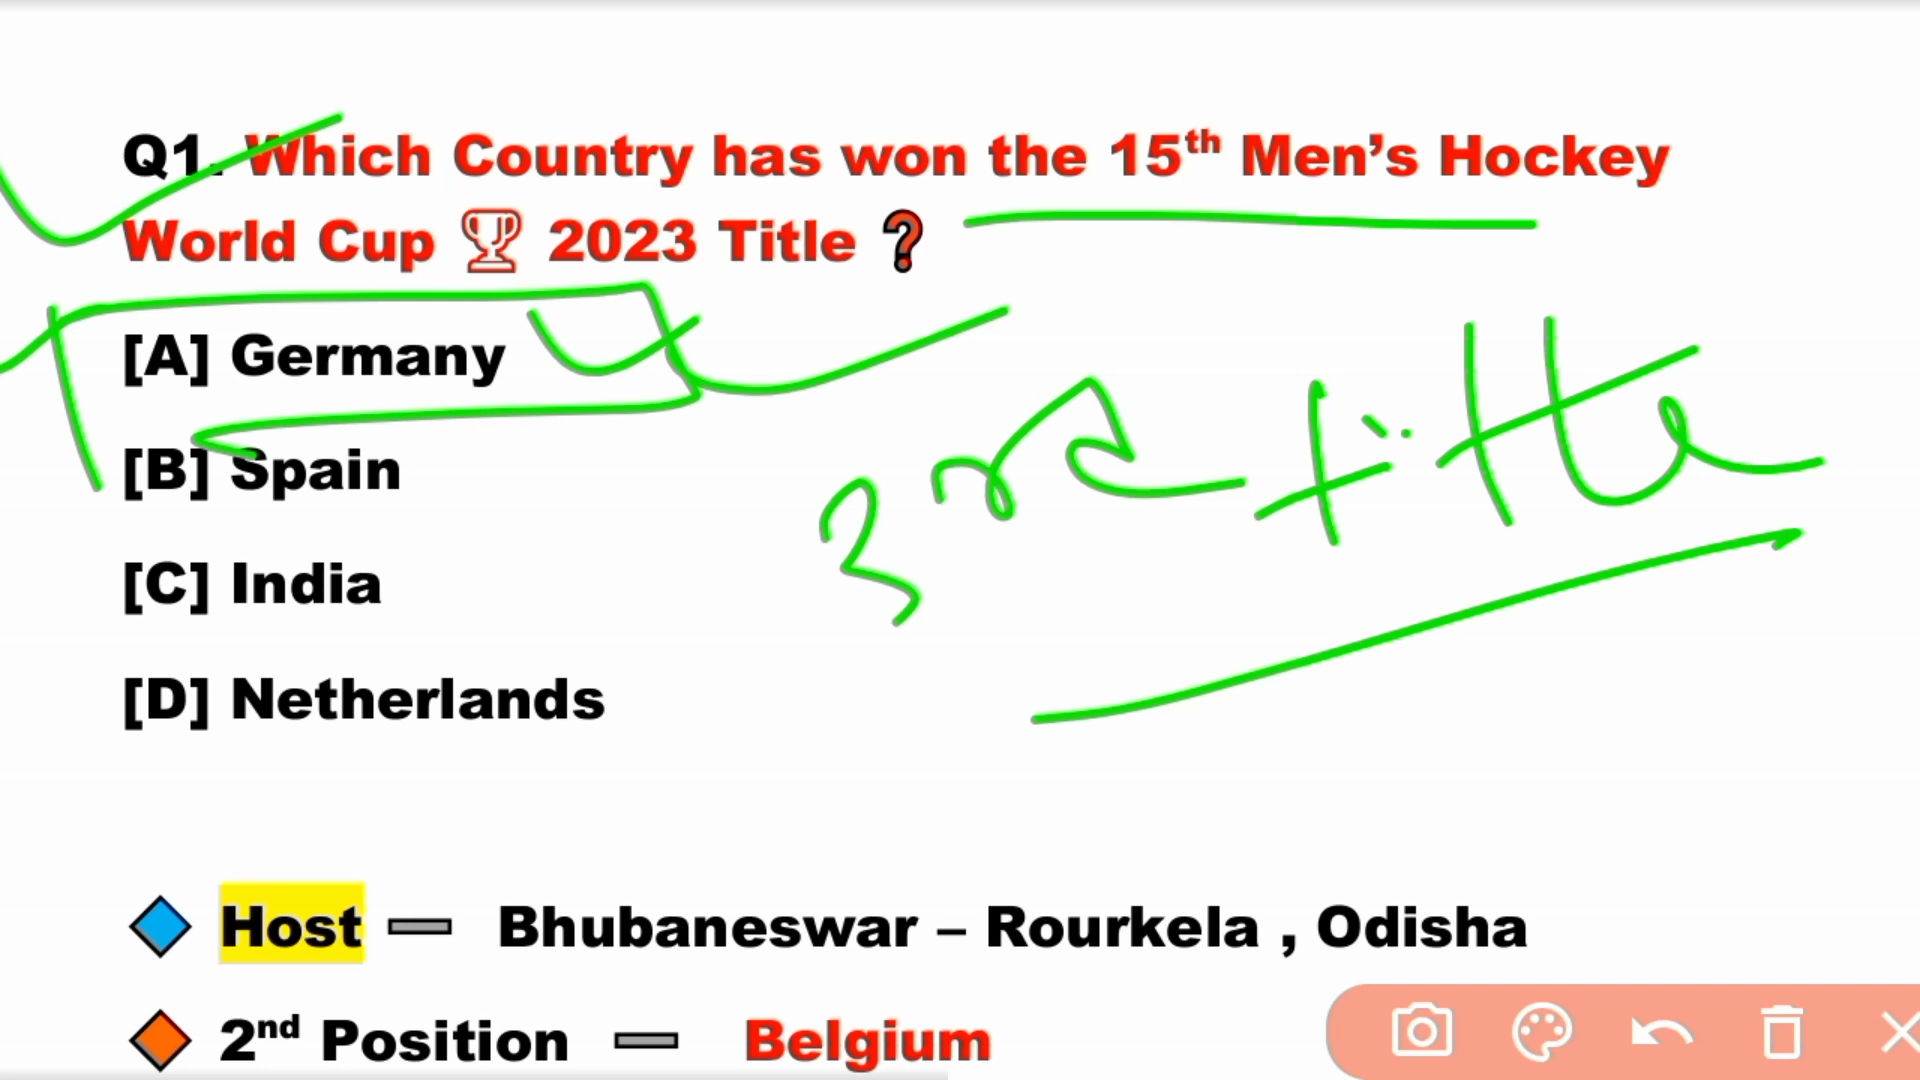 Q1. Which Country has won the 15th Men's Hockey
World Cup 🏆 2023 Title ❓
[A] Germany
[B] Spain
[C] India
[D] Netherlands
3rd title
🔷 Host — Bhubaneswar – Rourkela , Odisha
🔶 2nd Position — Belgium